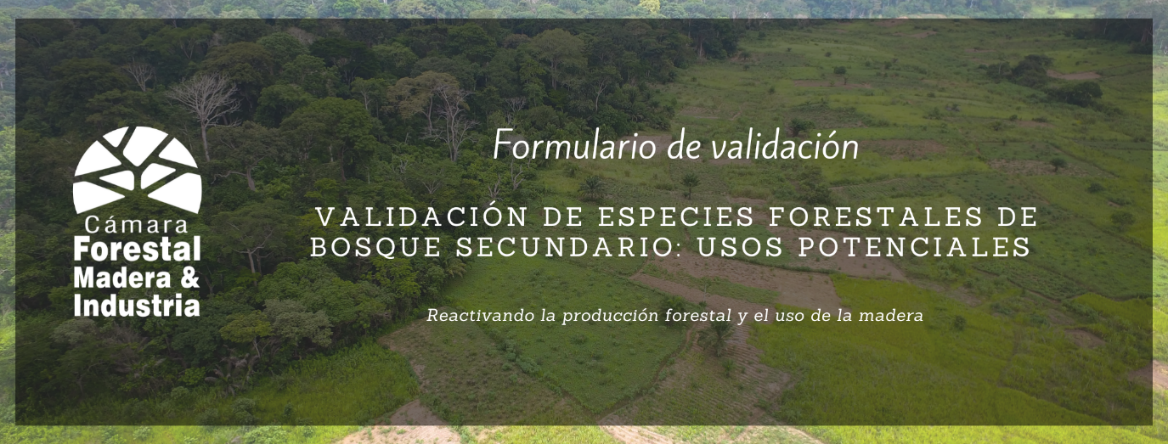 Cámara
Forestal
Madera &
Industria
Formulario de validación
VALIDACIÓN DE ESPECIES FORESTALES DE
BOSQUE SECUNDARIO: USOS POTENCIALES
Reactivando la producción forestal y el uso de la madera